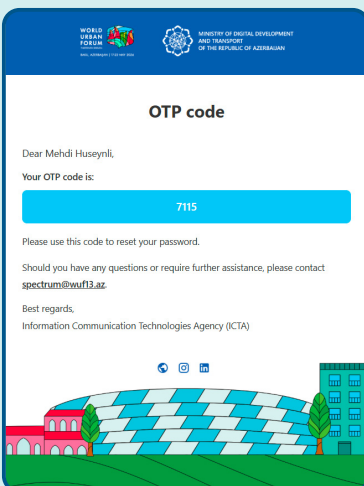 WORLD
URBAN
FORUM
BAKU, AZERBAIJAN | 17-22 MAY 2026
MINISTRY OF DIGITAL DEVELOPMENT
AND TRANSPORT
OF THE REPUBLIC OF AZERBAIJAN
OTP code
Dear Mehdi Huseynli,
Your OTP code is:
7115
Please use this code to reset your password.
Should you have any questions or require further assistance, please contact
spectrum@wuf13.az.
Best regards,
Information Communication Technologies Agency (ICTA)
in